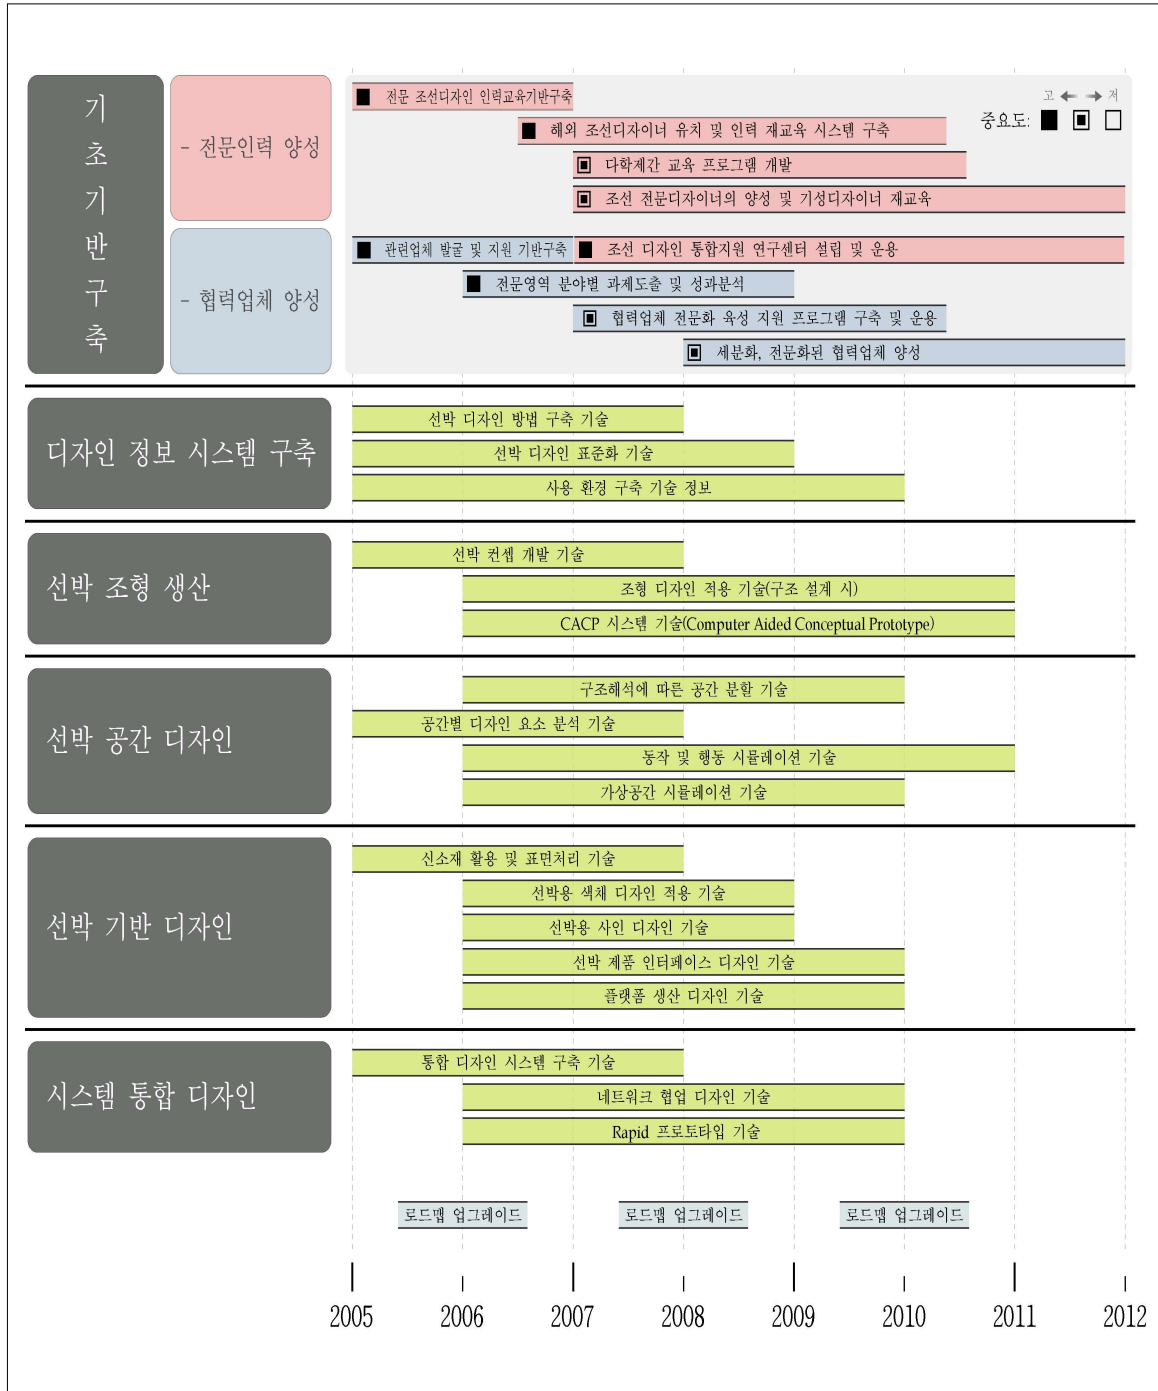 기초기반구축
- 전문인력 양성
전문 조선디자인 인력교육기반구축
고 저
중요도:
해외 조선디자이너 유치 및 인력 재교육 시스템 구축
다학제간 교육 프로그램 개발
조선 전문디자이너의 양성 및 기성디자이너 재교육
- 협력업체 양성
관련업체 발굴 및 지원 기반구축
조선 디자인 통합지원 연구센터 설립 및 운용
전문영역 분야별 과제도출 및 성과분석
협력업체 전문화 육성 지원 프로그램 구축 및 운용
세분화, 전문화된 협력업체 양성
디자인 정보 시스템 구축
선박 디자인 방법 구축 기술
선박 디자인 표준화 기술
사용 환경 구축 기술 정보
선박 조형 생산
선박 컨셉 개발 기술
조형 디자인 적용 기술(구조 설계 시)
CACP 시스템 기술(Computer Aided Conceptual Prototype)
선박 공간 디자인
구조해석에 따른 공간 분할 기술
공간별 디자인 요소 분석 기술
동작 및 행동 시뮬레이션 기술
가상공간 시뮬레이션 기술
선박 기반 디자인
신소재 활용 및 표면처리 기술
선박용 색채 디자인 적용 기술
선박용 사인 디자인 기술
선박 제품 인터페이스 디자인 기술
플랫폼 생산 디자인 기술
시스템 통합 디자인
통합 디자인 시스템 구축 기술
네트워크 협업 디자인 기술
Rapid 프로토타입 기술
로드맵 업그레이드 로드맵 업그레이드 로드맵 업그레이드
2005 2006 2007 2008 2009 2010 2011 2012